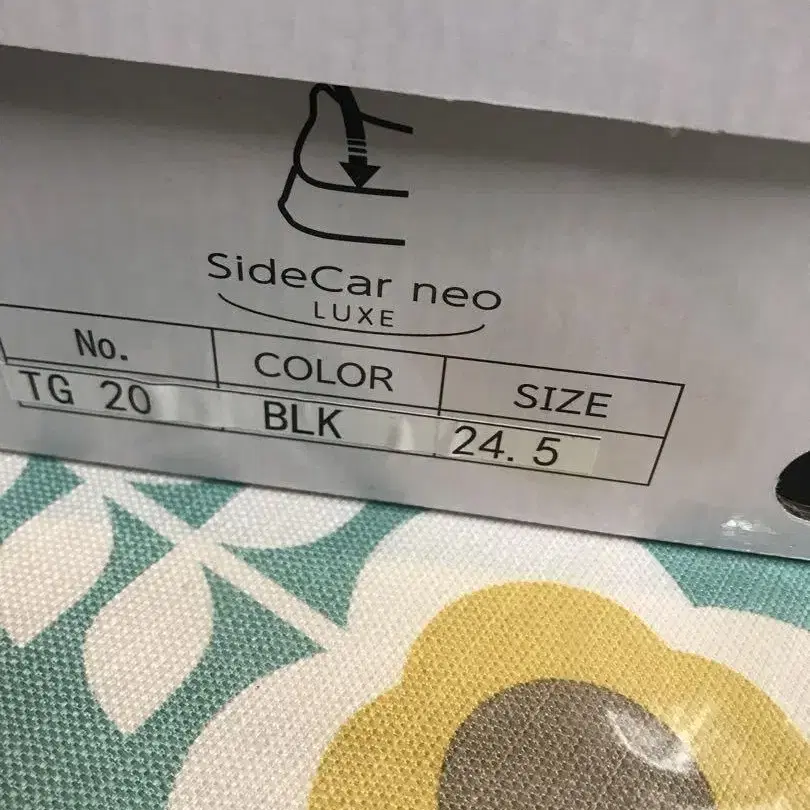 SideCar neo
LUXE
No. COLOR SIZE
TG 20 BLK 24. 5